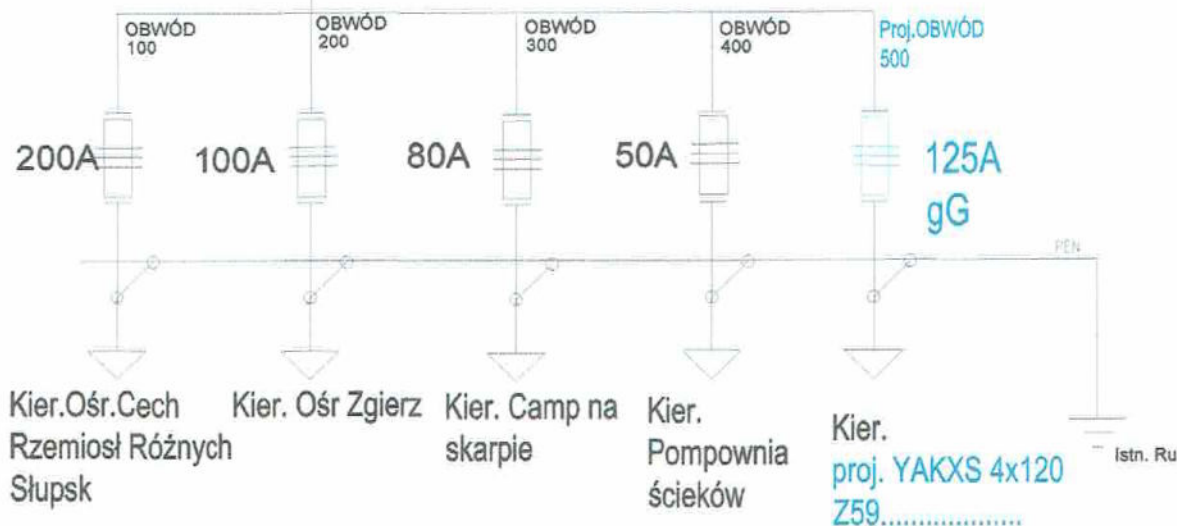 OBWÓD
100
OBWÓD
200
OBWÓD
300
OBWÓD
400
Proj.OBWÓD
500
200A
100A
80A
50A
125A
gG
PEN
Kier.Ośr.Cech
Rzemiosł Różnych
Słupsk
Kier. Ośr Zgierz
Kier. Camp na
skarpie
Kier.
Pompownia
ścieków
Kier.
proj. YAKXS 4x120
Z59...................
Istn. Ru